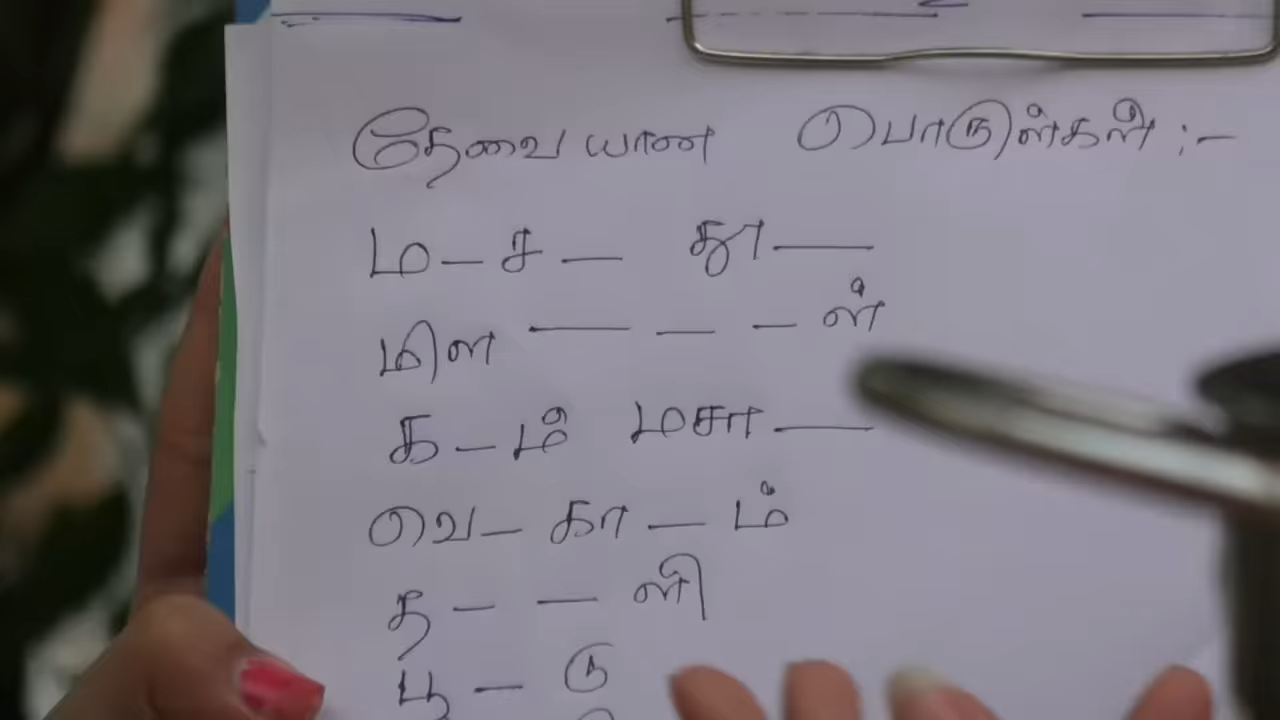 தேவையான பொருள்கள் :-
ம – ச – தூ —
மிள — – – ள்
க – ம் மசா —
வெ – கா – ம்
த – – ளி
பூ – டு